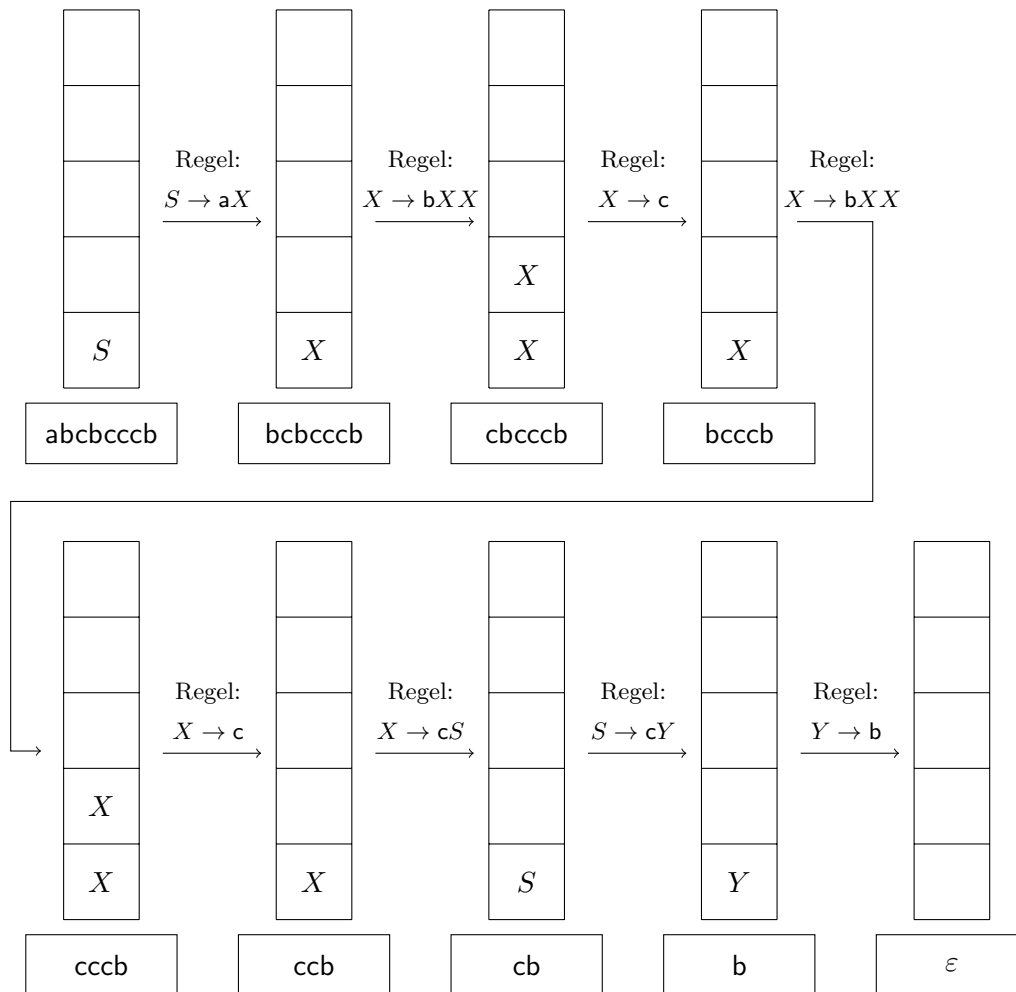 Regel: Regel: Regel: Regel:
S → aX X → bXX X → c X → bXX
X
S X X X
abcbcccb bcbcccb cbcccb bcccb
Regel: Regel: Regel: Regel:
X → c X → cS S → cY Y → b
X
X X S Y
cccb ccb cb b ε